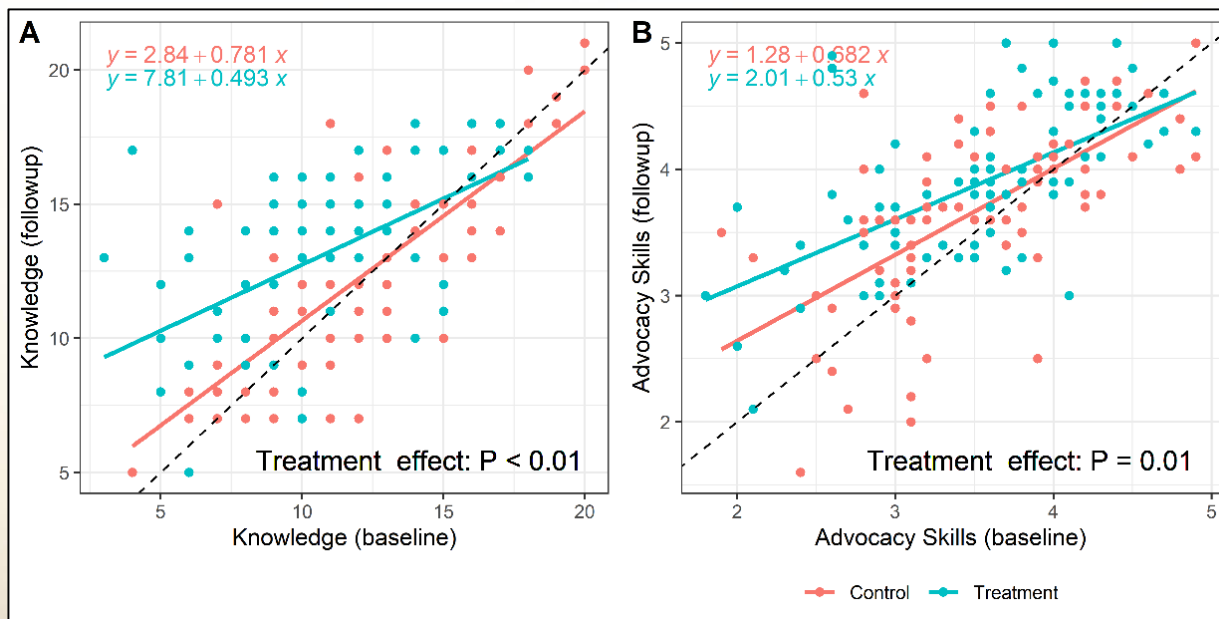 A
y = 2.84 + 0.781 x
y = 7.81 + 0.493 x
20
15
10
5
Knowledge (followup)
Treatment effect: P < 0.01
5
10
15
20
Knowledge (baseline)
B
y = 1.28 + 0.682 x
y = 2.01 + 0.53 x
5
4
3
2
Advocacy Skills (followup)
Treatment effect: P = 0.01
2
3
4
5
Advocacy Skills (baseline)
Control
Treatment